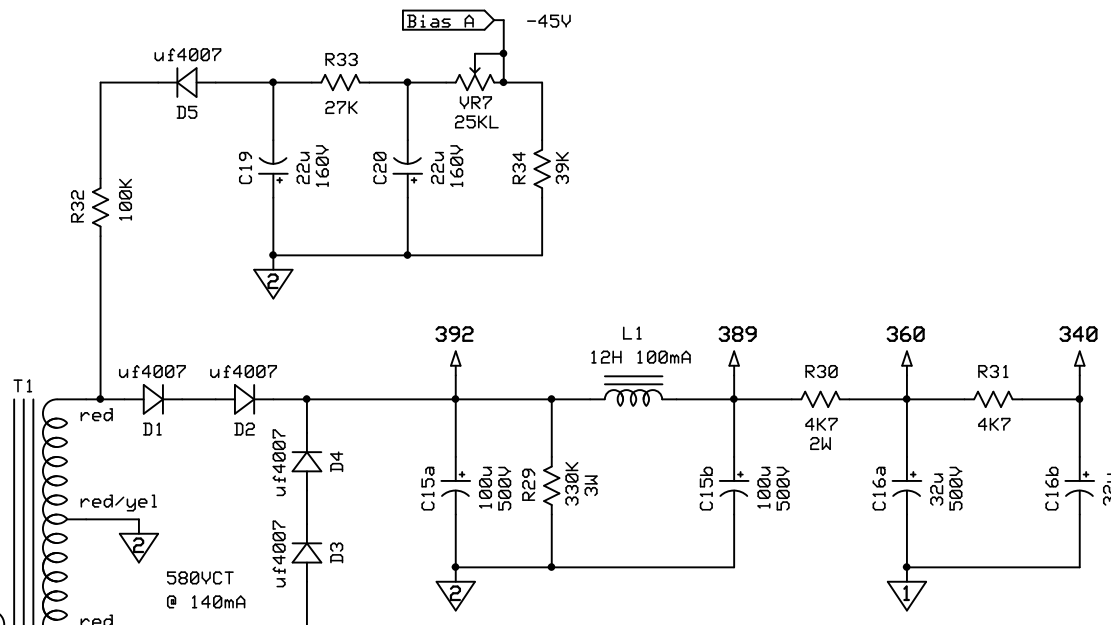 Bias A
-45V
uf4007
D5
R33
27K
VR7
25KL
C19
22u
160V
C20
22u
160V
R34
39K
R32
100K
2
T1
red
red/yel
2
red
580VCT
@ 140mA
uf4007
D1
uf4007
D2
uf4007
D4
uf4007
D3
392
C15a
100u
500V
R29
330K
3W
2
L1
12H 100mA
389
C15b
100u
500V
R30
4K7
2W
360
C16a
32u
500V
1
R31
4K7
340
C16b
32u